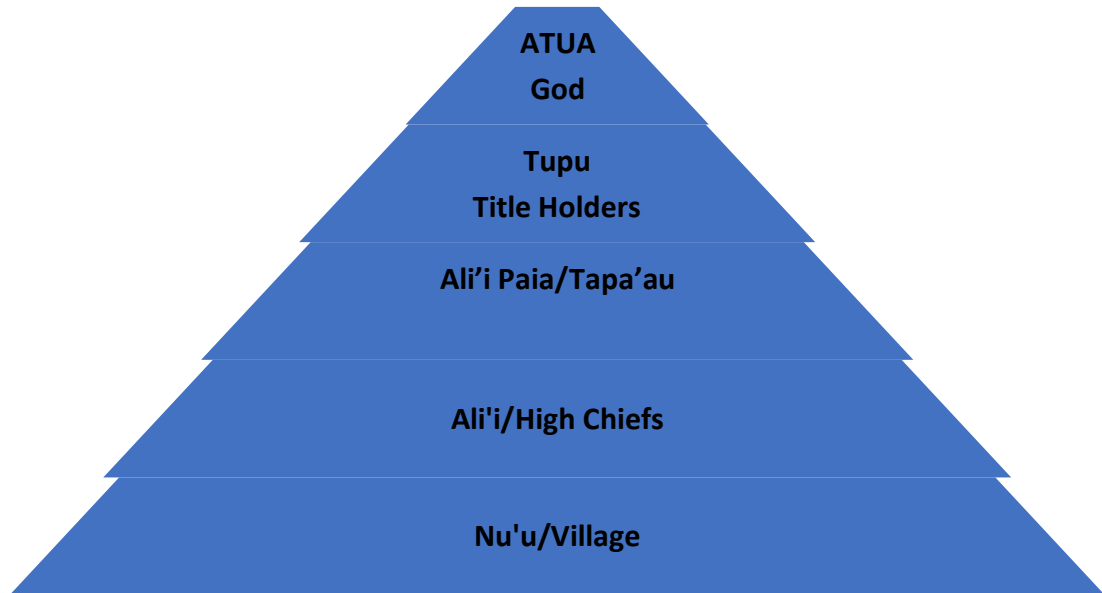 ATUA
God
Tupu
Title Holders
Ali’i Paia/Tapa’au
Ali'i/High Chiefs
Nu'u/Village